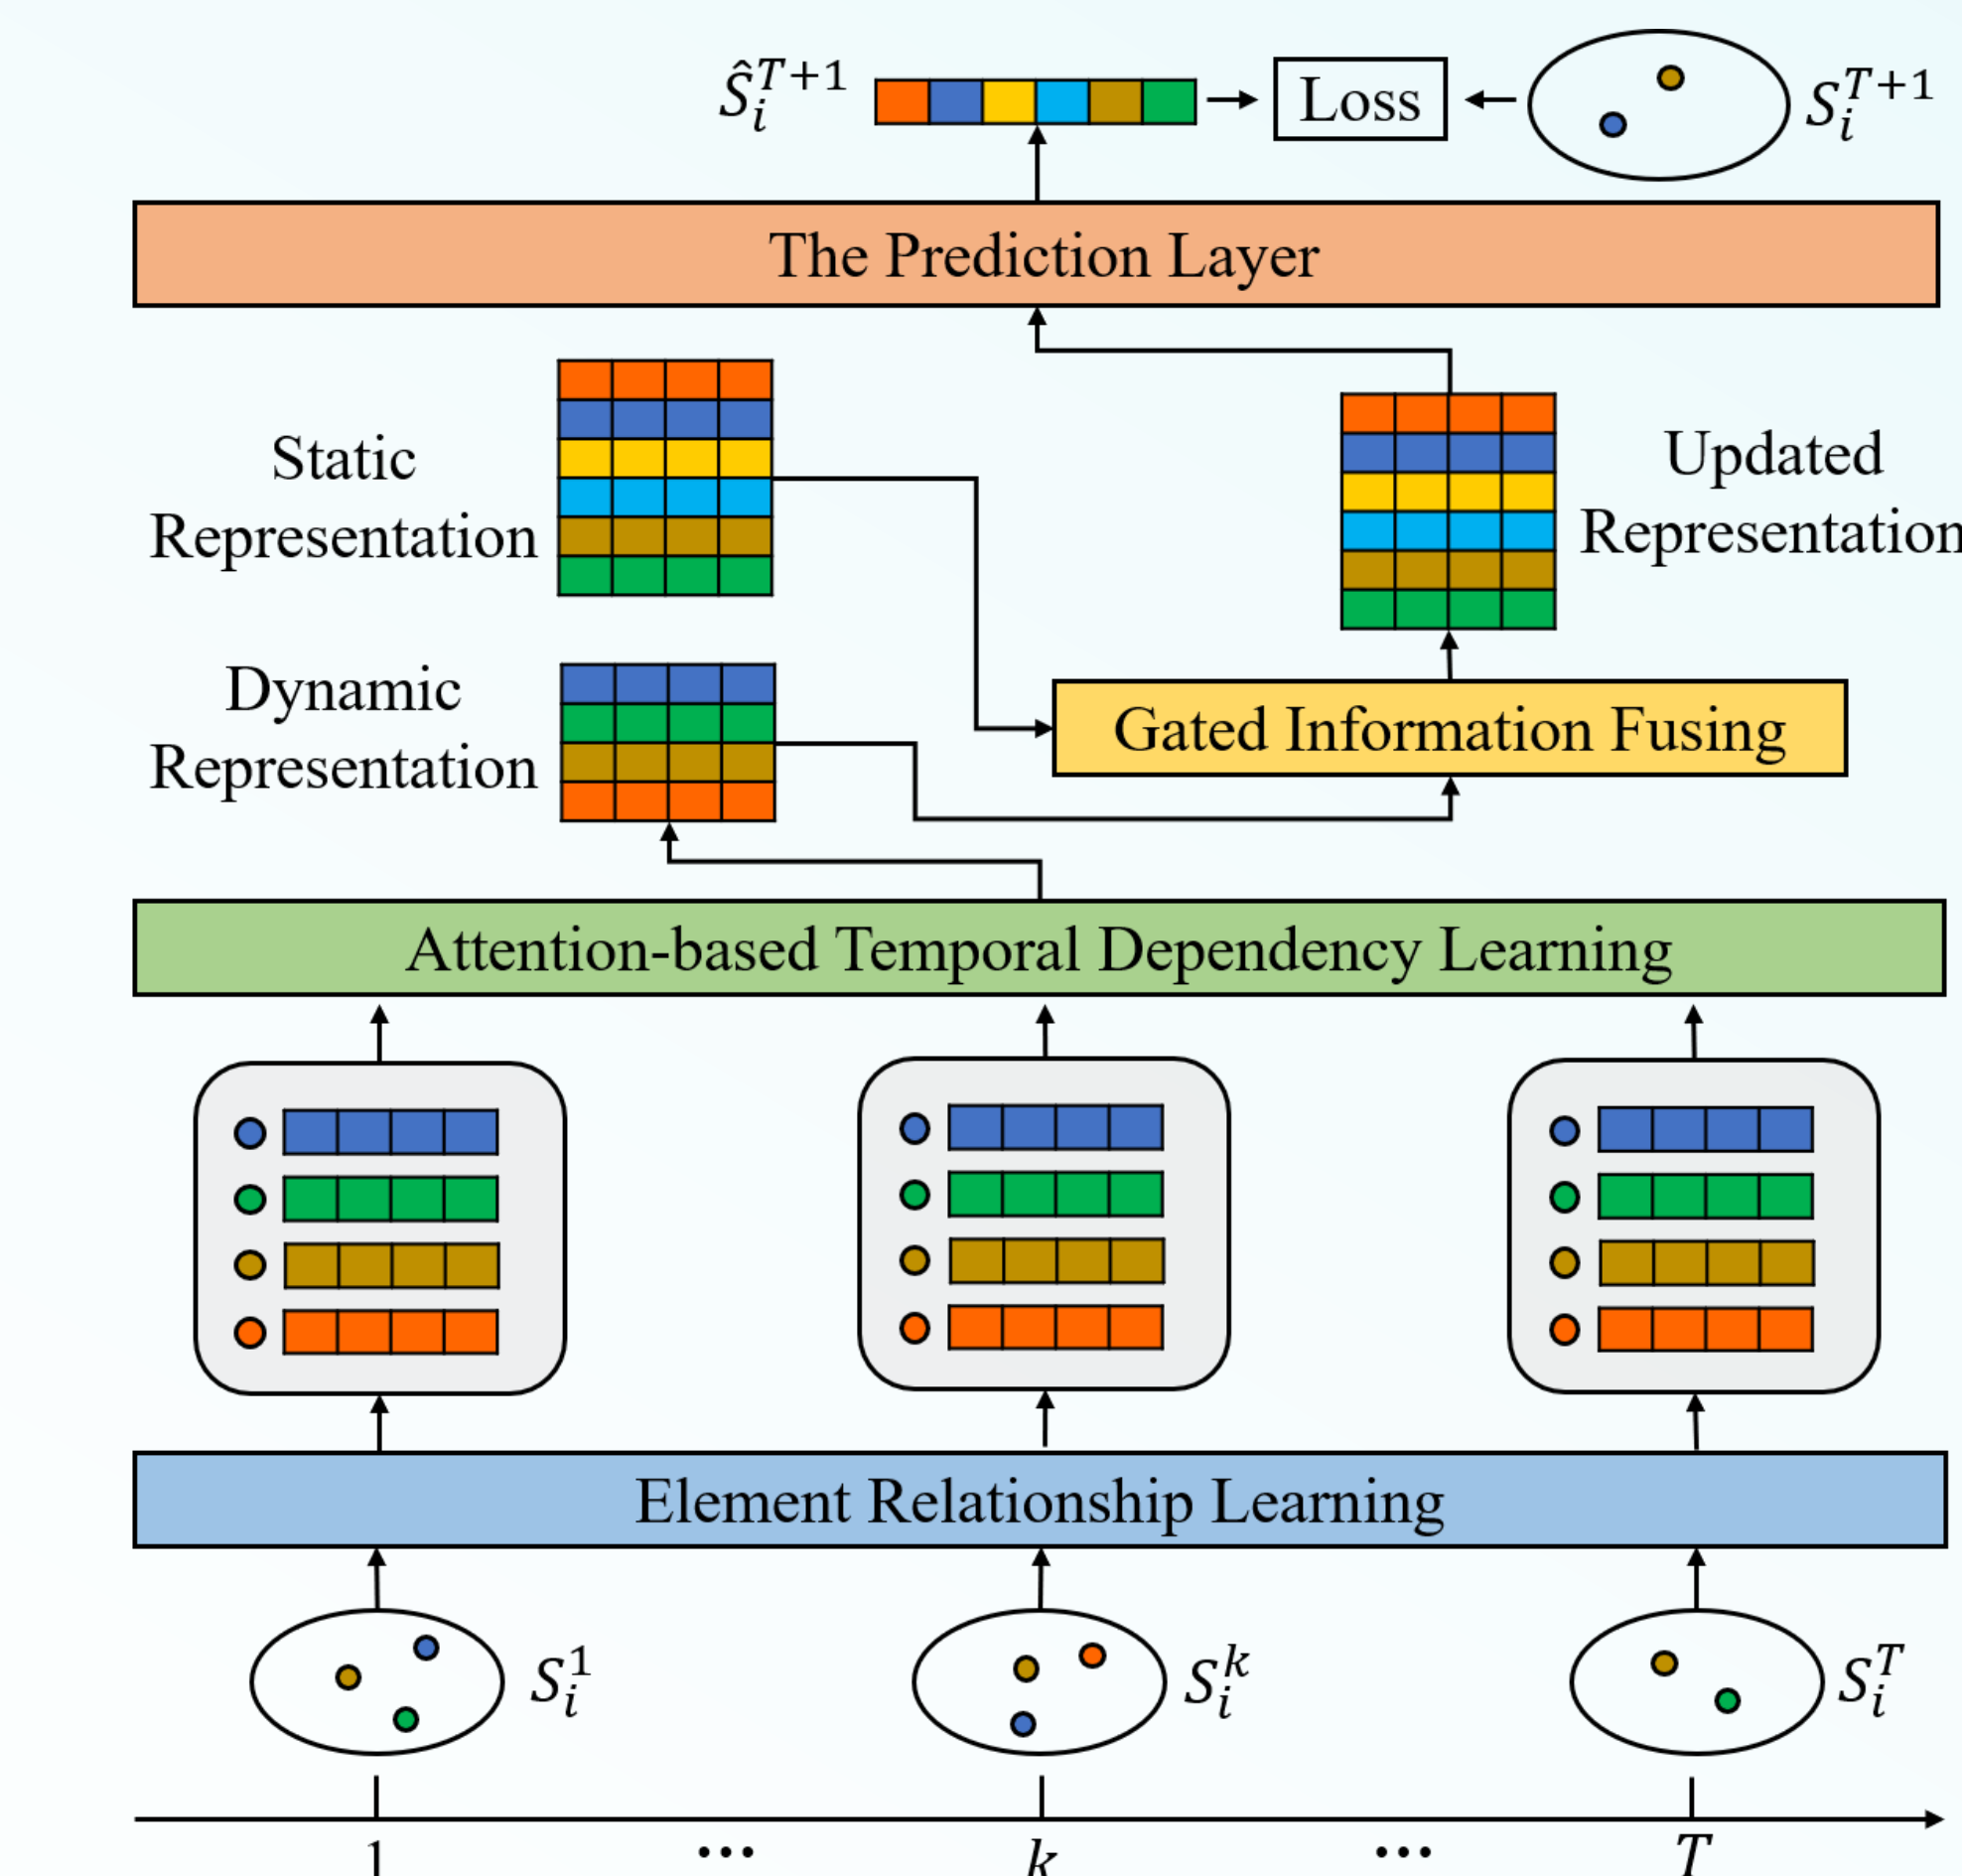 Ŝ_i^{T+1}
Loss
S_i^{T+1}
The Prediction Layer
Static
Representation
Updated
Representation
Dynamic
Representation
Gated Information Fusing
Attention-based Temporal Dependency Learning
Element Relationship Learning
S_i^1
S_i^k
S_i^T
1 ... k ... T